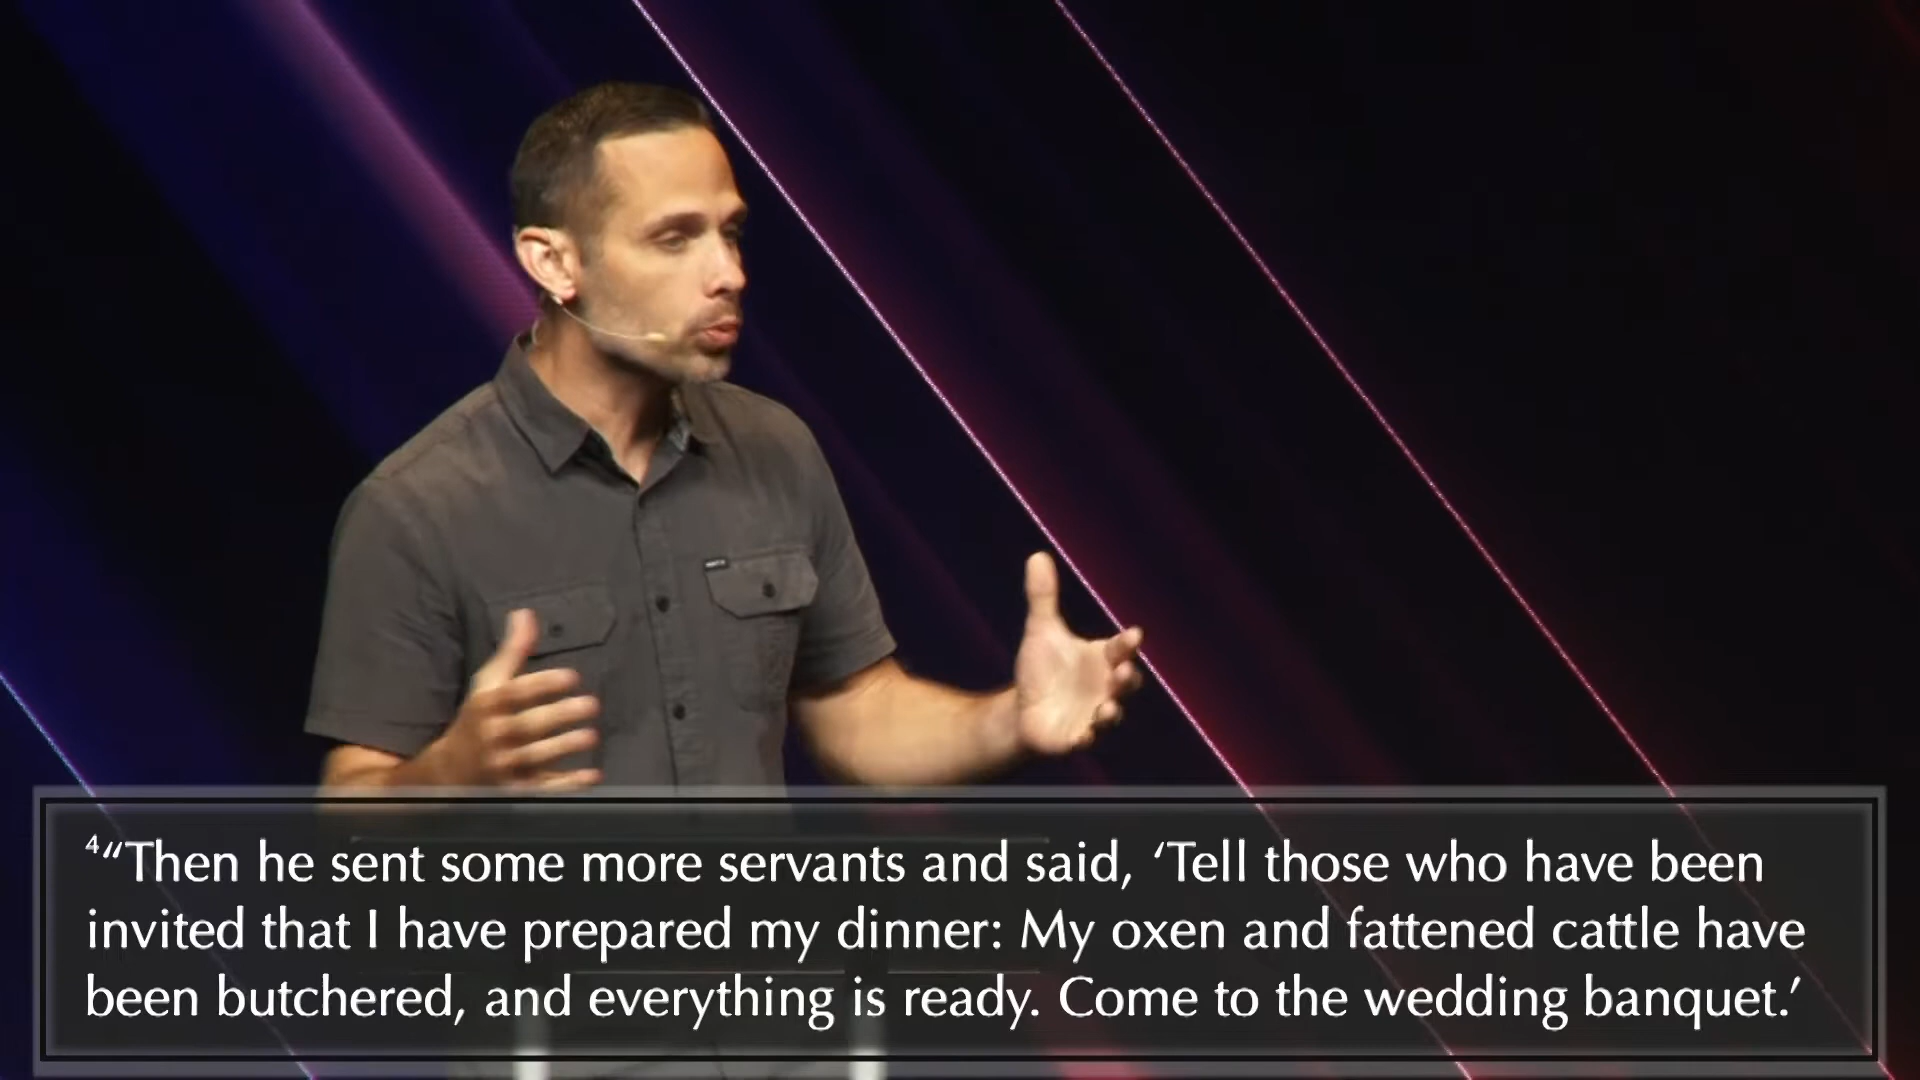 ⁴“Then he sent some more servants and said, ‘Tell those who have been
invited that I have prepared my dinner: My oxen and fattened cattle have
been butchered, and everything is ready. Come to the wedding banquet.’